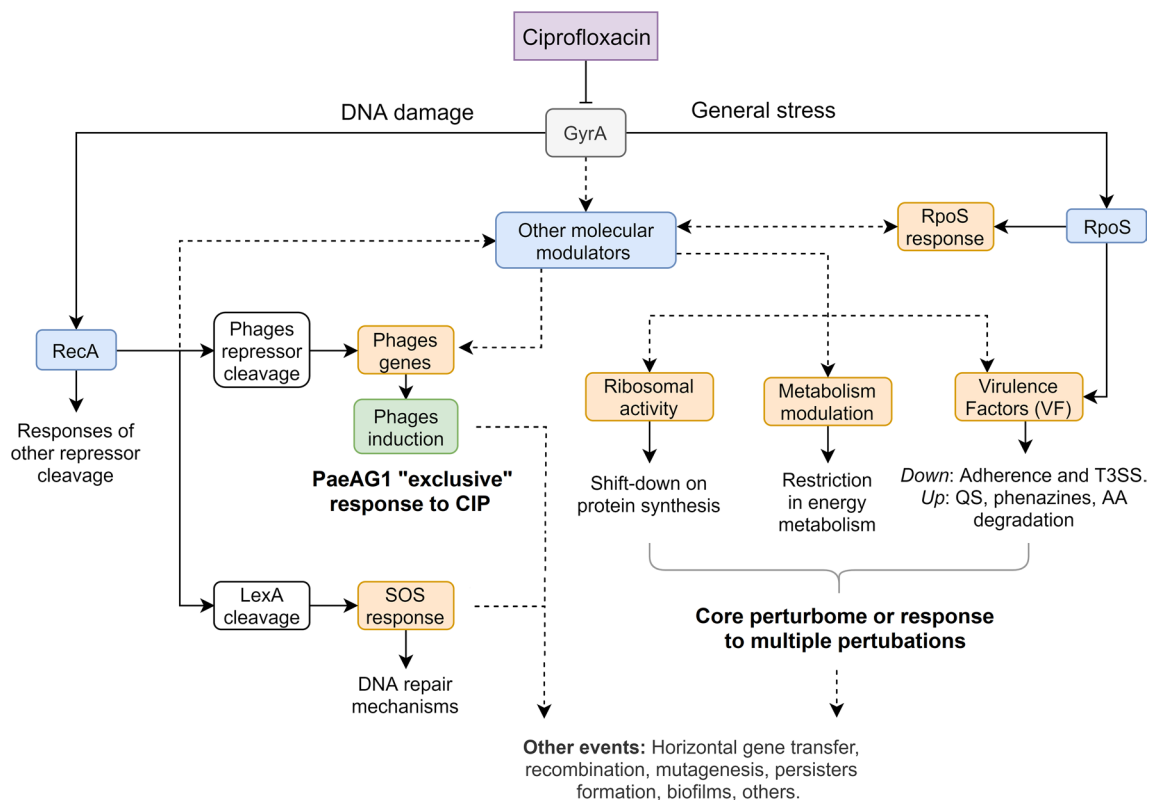 Ciprofloxacin
DNA damage
General stress
GyrA
Other molecular
modulators
RpoS
response
RpoS
RecA
Phages
repressor
cleavage
Phages
genes
Phages
induction
Responses of
other repressor
cleavage
PaeAG1 "exclusive"
response to CIP
Ribosomal
activity
Metabolism
modulation
Virulence
Factors (VF)
Shift-down on
protein synthesis
Restriction
in energy
metabolism
Down: Adherence and T3SS.
Up: QS, phenazines, AA
degradation
LexA
cleavage
SOS
response
DNA repair
mechanisms
Core perturbome or response
to multiple pertubations
Other events: Horizontal gene transfer,
recombination, mutagenesis, persisters
formation, biofilms, others.